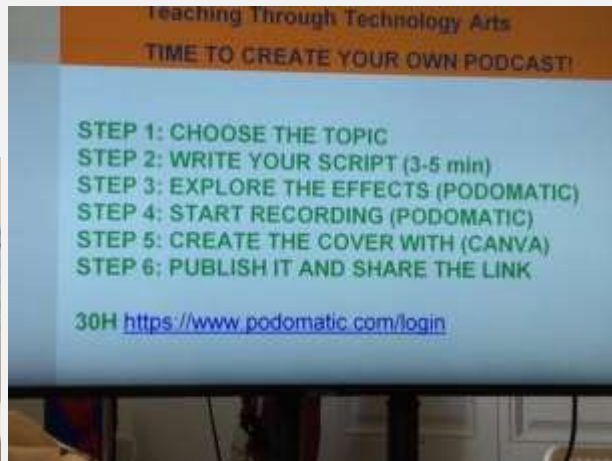 Teaching Through Technology Arts
TIME TO CREATE YOUR OWN PODCAST!
STEP 1: CHOOSE THE TOPIC
STEP 2: WRITE YOUR SCRIPT (3-5 min)
STEP 3: EXPLORE THE EFFECTS (PODOMATIC)
STEP 4: START RECORDING (PODOMATIC)
STEP 5: CREATE THE COVER WITH (CANVA)
STEP 6: PUBLISH IT AND SHARE THE LINK
30H https://www.podomatic.com/login